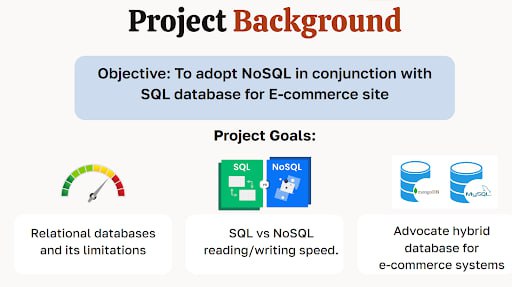 Project Background
Objective: To adopt NoSQL in conjunction with
SQL database for E-commerce site
Project Goals:
SQL
NoSQL
mongoDB
MySQL
Relational databases
and its limitations
SQL vs NoSQL
reading/writing speed.
Advocate hybrid
database for
e-commerce systems